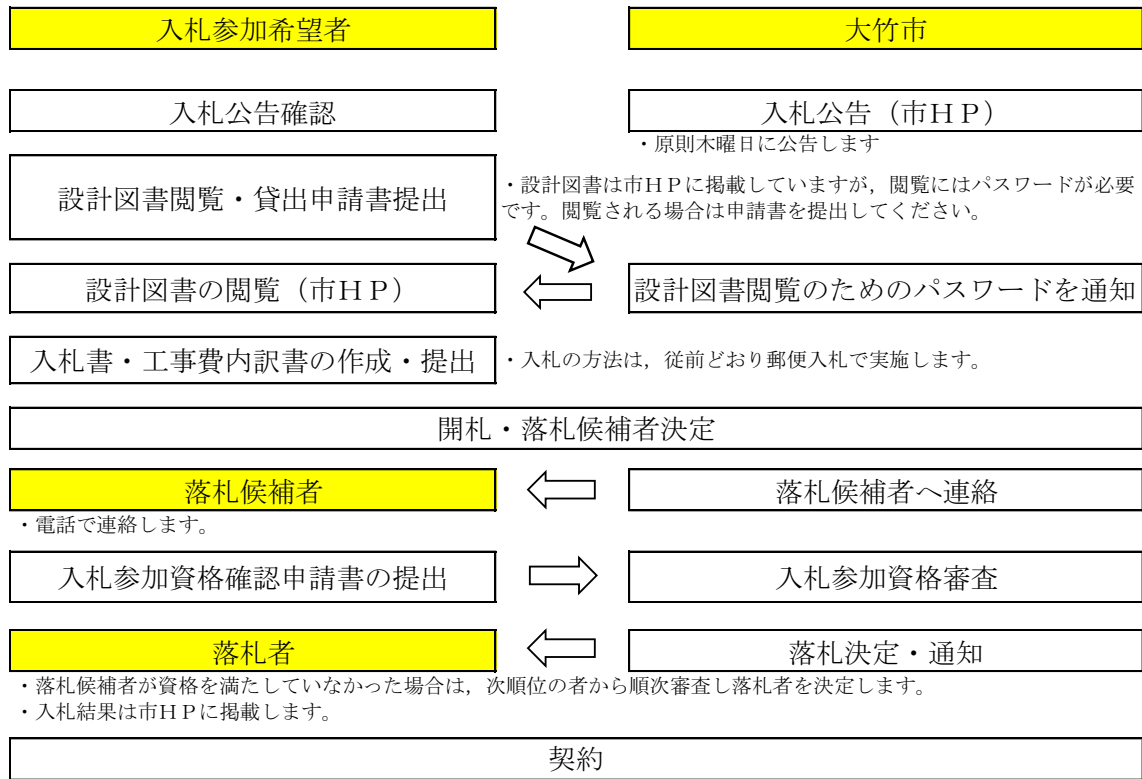 入札参加希望者
大竹市
入札公告確認
入札公告（市ＨＰ）
・原則木曜日に公告します
設計図書閲覧・貸出申請書提出
・設計図書は市ＨＰに掲載していますが，閲覧にはパスワードが必要
です。閲覧される場合は申請書を提出してください。
設計図書の閲覧（市ＨＰ）
設計図書閲覧のためのパスワードを通知
入札書・工事費内訳書の作成・提出
・入札の方法は，従前どおり郵便入札で実施します。
開札・落札候補者決定
落札候補者
落札候補者へ連絡
・電話で連絡します。
入札参加資格確認申請書の提出
入札参加資格審査
落札者
落札決定・通知
・落札候補者が資格を満たしていなかった場合は，次順位の者から順次審査し落札者を決定します。
・入札結果は市ＨＰに掲載します。
契約